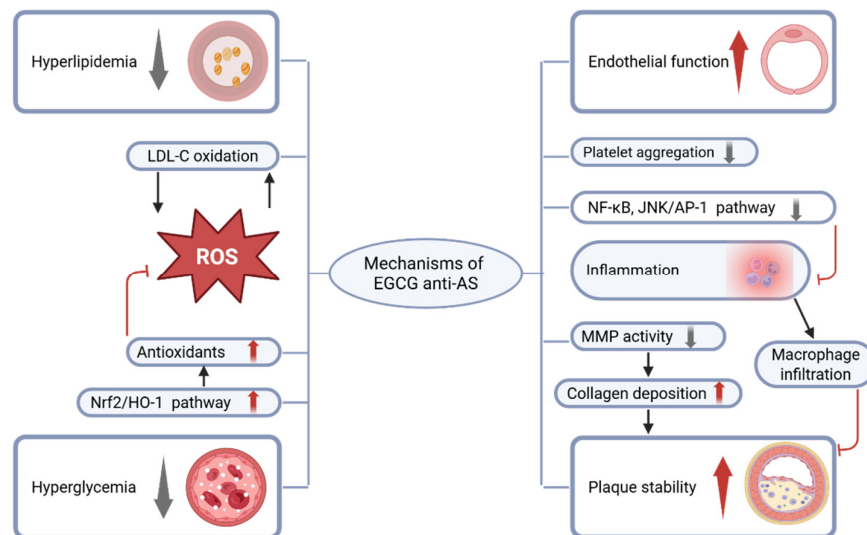 Hyperlipidemia
LDL-C oxidation
ROS
Antioxidants
Nrf2/HO-1 pathway
Hyperglycemia
Mechanisms of
EGCG anti-AS
Endothelial function
Platelet aggregation
NF-κB, JNK/AP-1 pathway
Inflammation
MMP activity
Macrophage
infiltration
Collagen deposition
Plaque stability